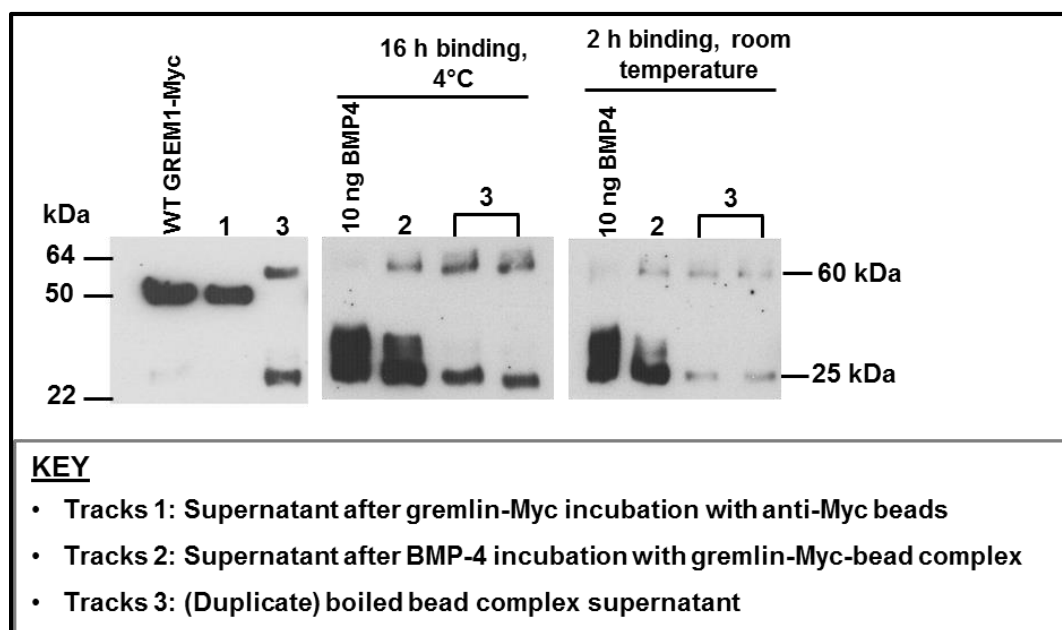 16 h binding,
4°C
2 h binding, room
temperature
WT GREM1-Myc
10 ng BMP4
10 ng BMP4
kDa
1
3
2
3
2
3
64
50
22
60 kDa
25 kDa
KEY
• Tracks 1: Supernatant after gremlin-Myc incubation with anti-Myc beads
• Tracks 2: Supernatant after BMP-4 incubation with gremlin-Myc-bead complex
• Tracks 3: (Duplicate) boiled bead complex supernatant